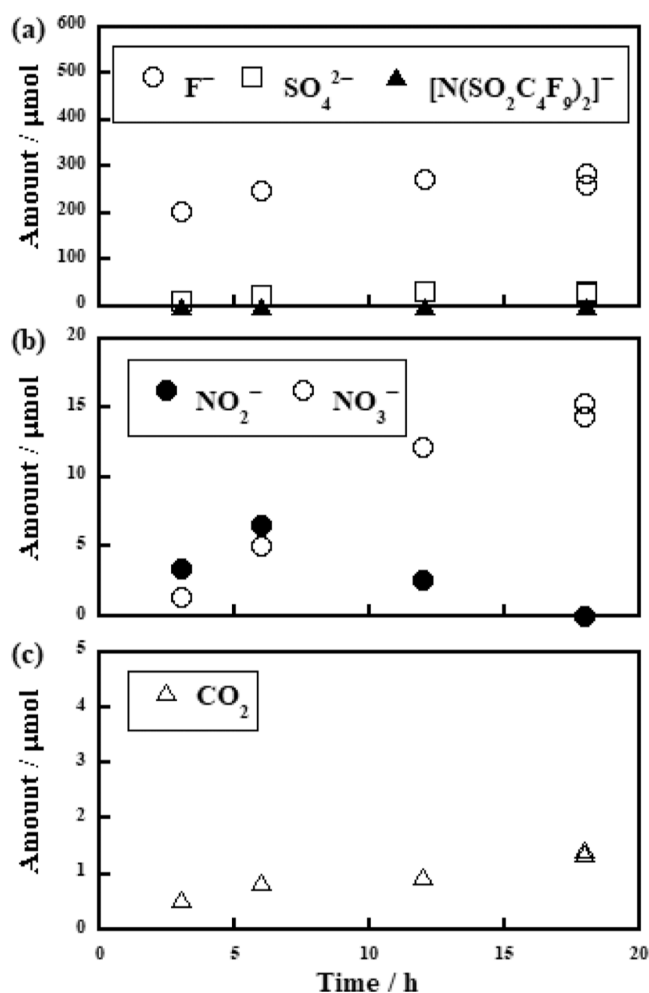 (a)
600
500
400
300
200
100
0
Amount / μmol
F⁻ SO₄²⁻ [N(SO₂C₄F₉)₂]⁻
(b)
20
15
10
5
0
Amount / μmol
NO₂⁻ NO₃⁻
(c)
5
4
3
2
1
0
Amount / μmol
CO₂
0 5 10 15 20
Time / h